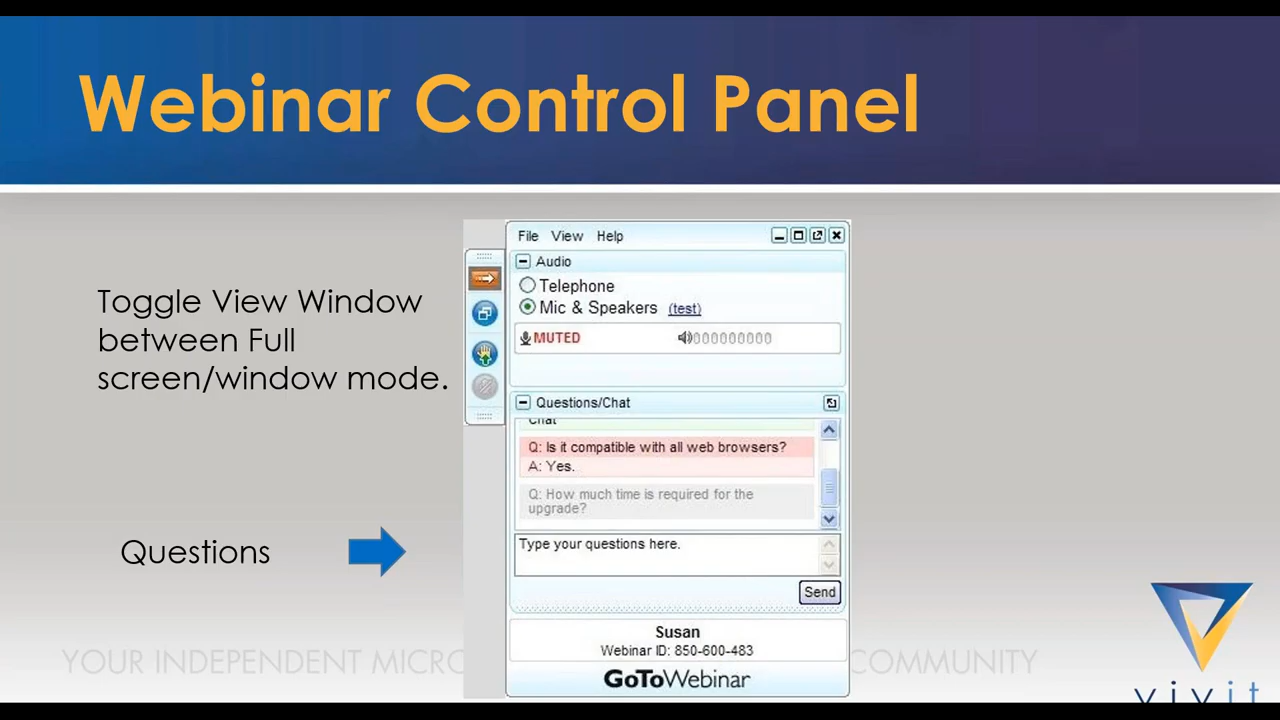 Webinar Control Panel
Toggle View Window
between Full
screen/window mode.
Questions
File View Help
Audio
Telephone
Mic & Speakers (test)
MUTED
Questions/Chat
Chat
Q: Is it compatible with all web browsers?
A: Yes.
Q: How much time is required for the
upgrade?
Type your questions here.
Send
Susan
Webinar ID: 850-600-483
GoToWebinar
YOUR INDEPENDENT COMMUNITY
vivit